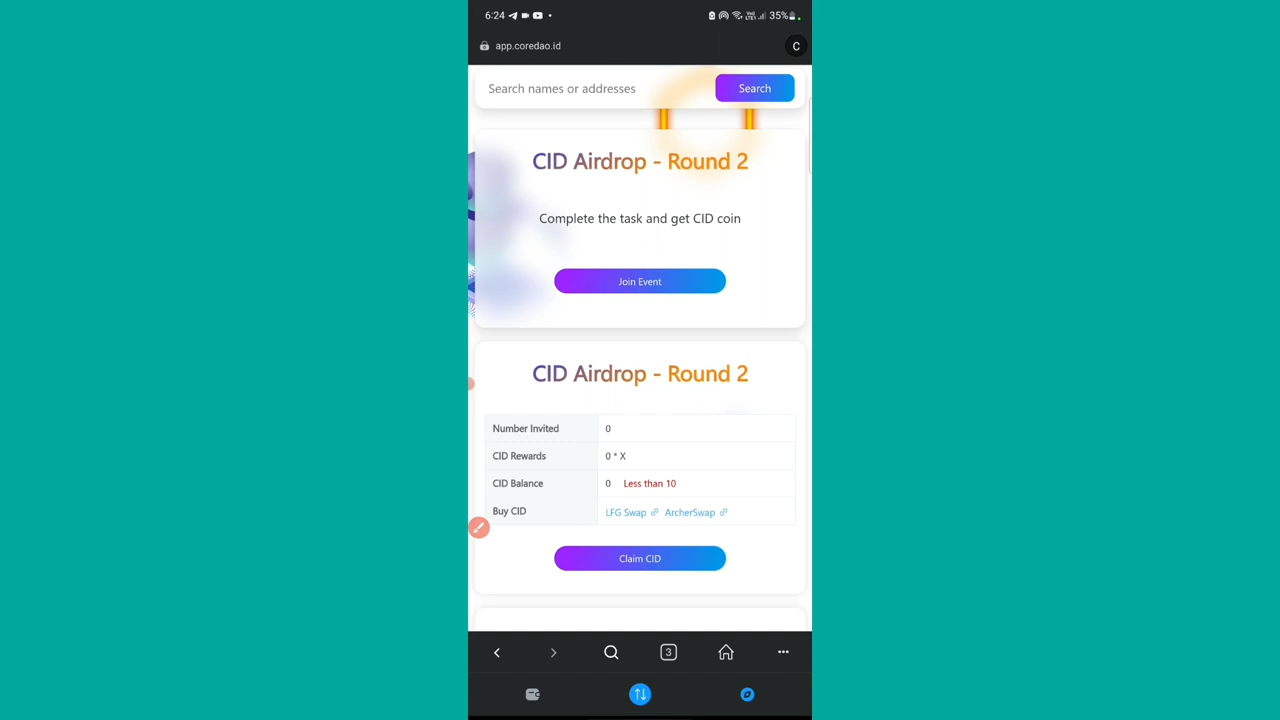 6:24
35%
app.coredao.id
C
Search names or addresses
Search
CID Airdrop - Round 2
Complete the task and get CID coin
Join Event
CID Airdrop - Round 2
Number Invited 0
CID Rewards 0 * X
CID Balance 0 Less than 10
Buy CID LFG Swap ArcherSwap
Claim CID
3